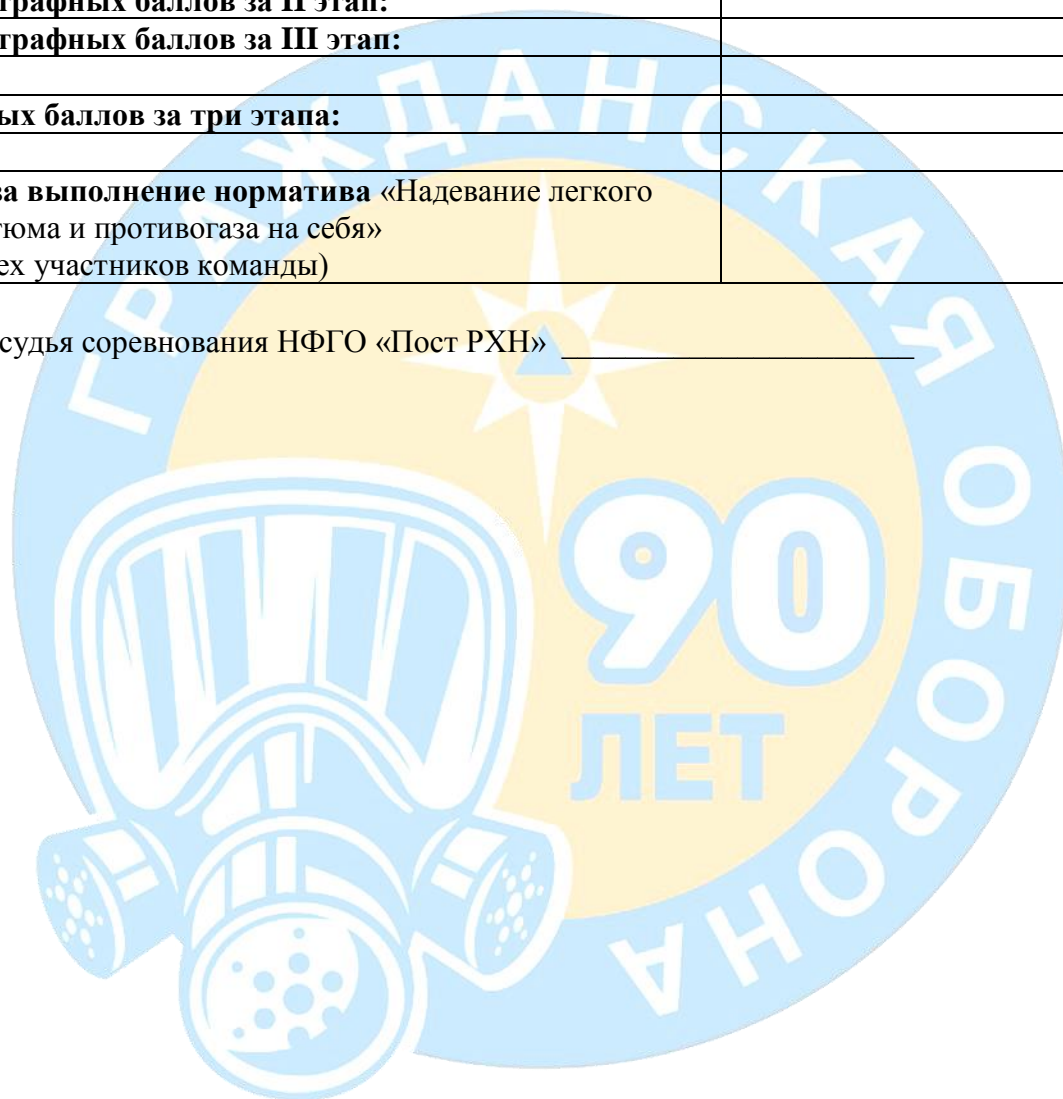 трафных баллов за II этап:
трафных баллов за III этап:
ых баллов за три этапа:
за выполнение норматива «Надевание легкого
тюма и противогаза на себя»
ех участников команды)
судья соревнования НФГО «Пост РХН» ______________________
ГРАЖДАНСКАЯ ОБОРОНА
90
ЛЕТ